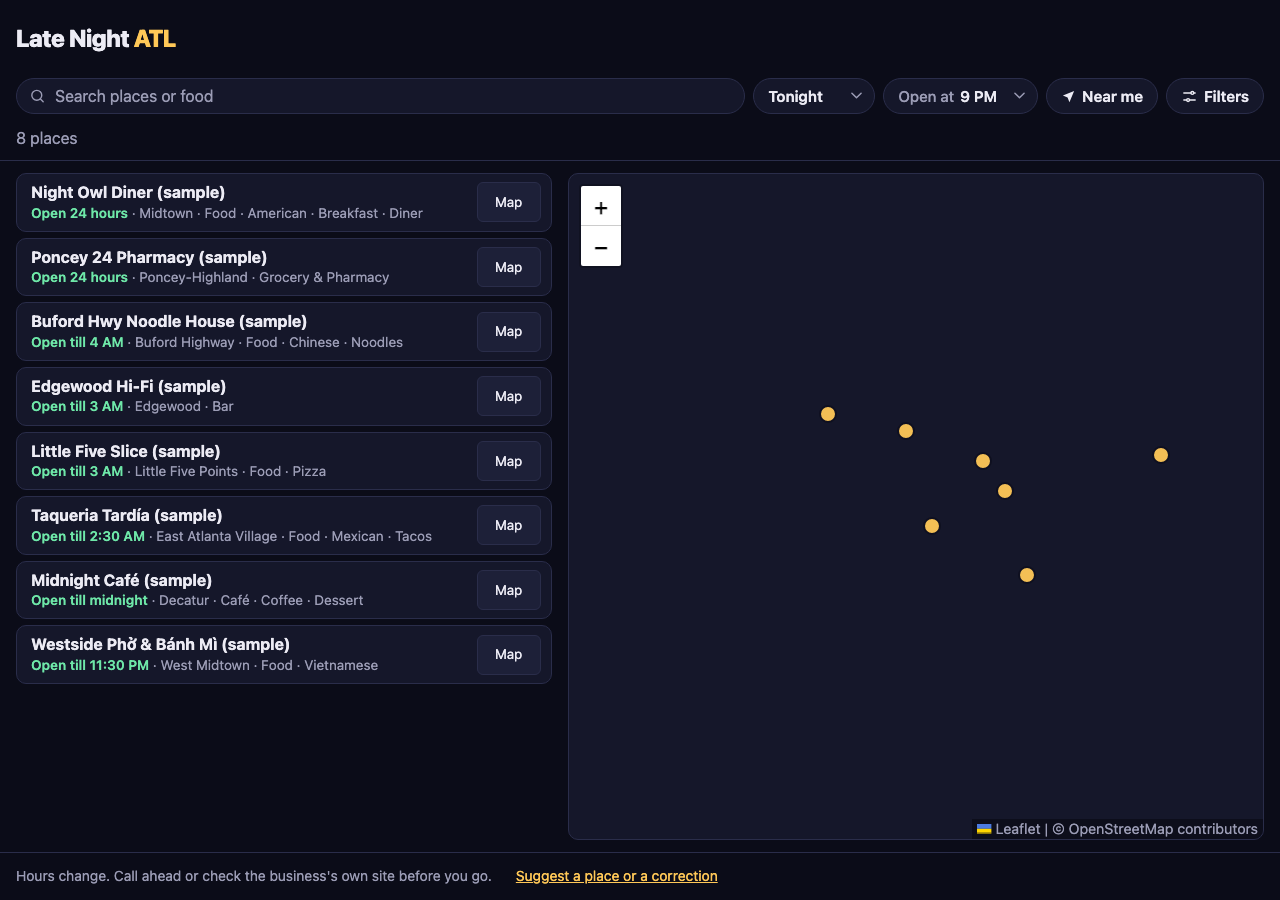 Late Night ATL
Search places or food
Tonight
Open at 9 PM
Near me
Filters
8 places
Night Owl Diner (sample)
Open 24 hours · Midtown · Food · American · Breakfast · Diner
Map
Poncey 24 Pharmacy (sample)
Open 24 hours · Poncey-Highland · Grocery & Pharmacy
Map
Buford Hwy Noodle House (sample)
Open till 4 AM · Buford Highway · Food · Chinese · Noodles
Map
Edgewood Hi-Fi (sample)
Open till 3 AM · Edgewood · Bar
Map
Little Five Slice (sample)
Open till 3 AM · Little Five Points · Food · Pizza
Map
Taqueria Tardía (sample)
Open till 2:30 AM · East Atlanta Village · Food · Mexican · Tacos
Map
Midnight Café (sample)
Open till midnight · Decatur · Café · Coffee · Dessert
Map
Westside Phở & Bánh Mì (sample)
Open till 11:30 PM · West Midtown · Food · Vietnamese
Map
+
−
Leaflet | © OpenStreetMap contributors
Hours change. Call ahead or check the business's own site before you go.
Suggest a place or a correction